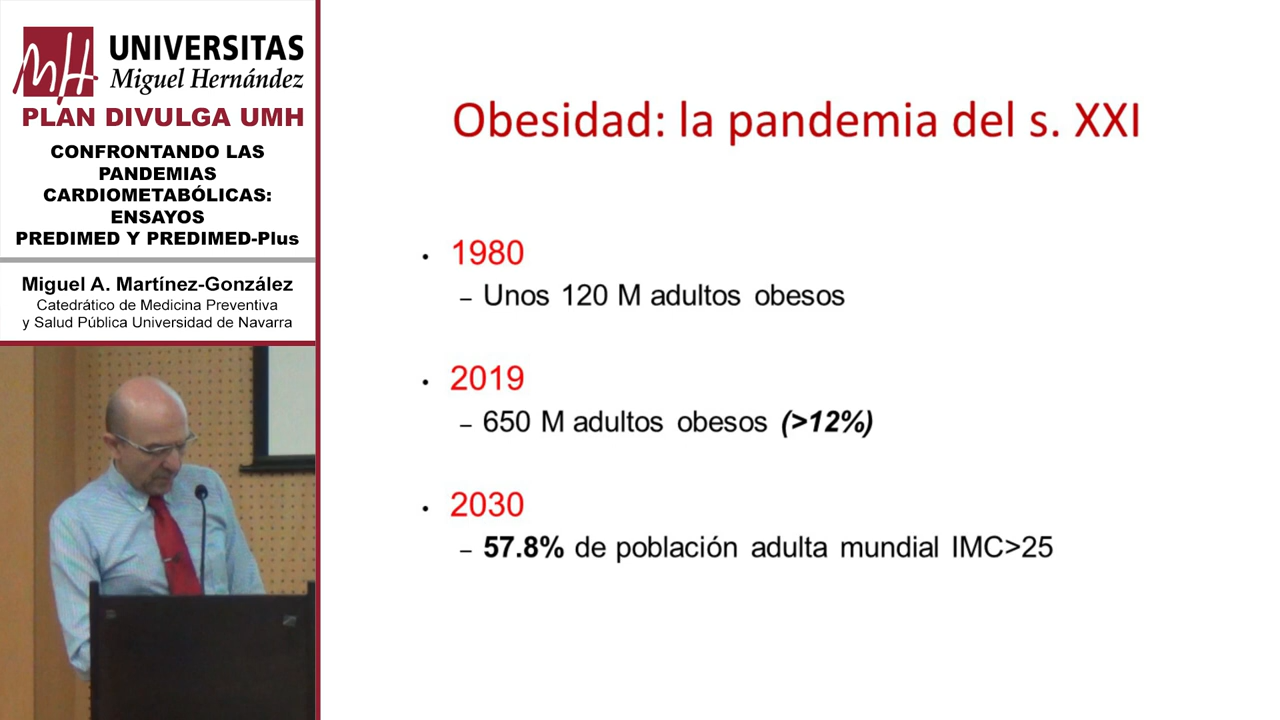 UNIVERSITAS
Miguel Hernández
PLAN DIVULGA UMH
CONFRONTANDO LAS
PANDEMIAS
CARDIOMETABÓLICAS:
ENSAYOS
PREDIMED Y PREDIMED-Plus
Miguel A. Martínez-González
Catedrático de Medicina Preventiva
y Salud Pública Universidad de Navarra
Obesidad: la pandemia del s. XXI
• 1980
– Unos 120 M adultos obesos
• 2019
– 650 M adultos obesos (>12%)
• 2030
– 57.8% de población adulta mundial IMC>25